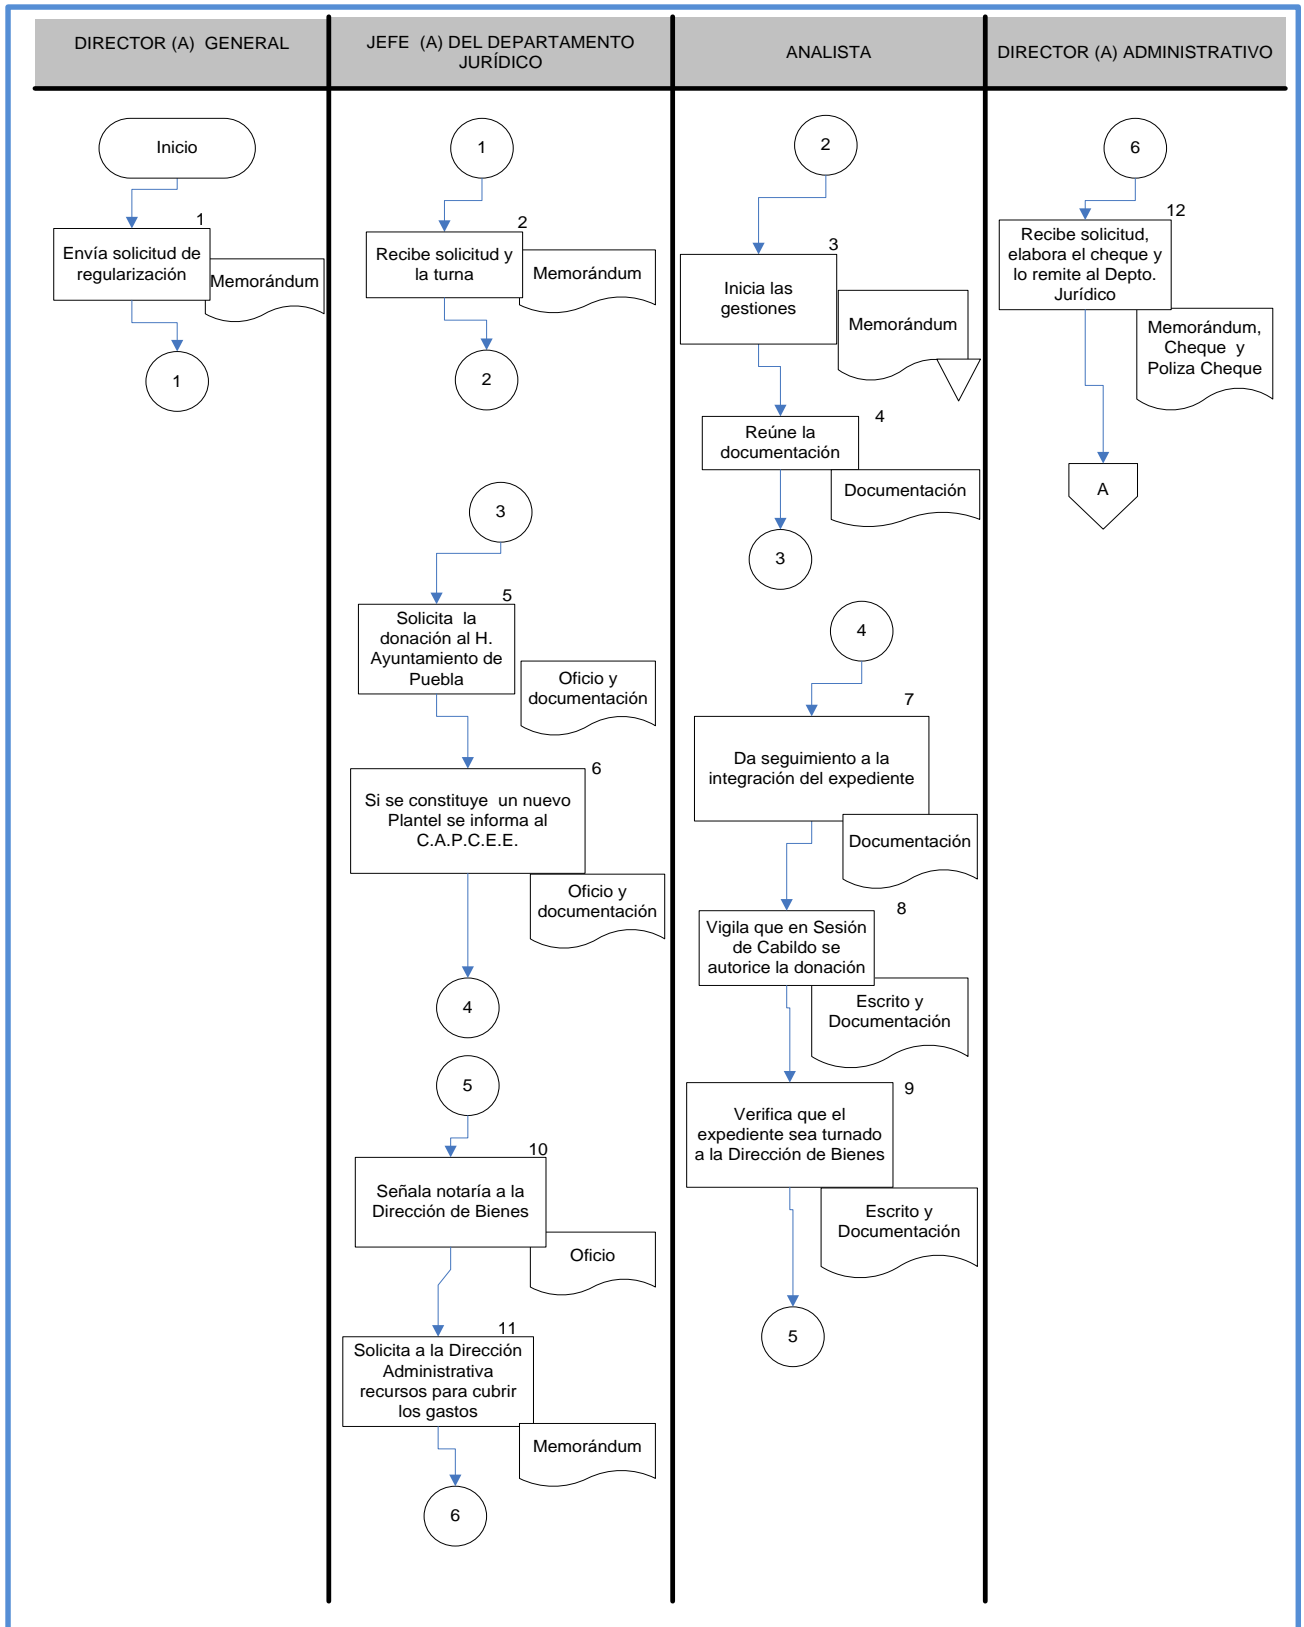 DIRECTOR (A) GENERAL
JEFE (A) DEL DEPARTAMENTO
JURÍDICO
ANALISTA
DIRECTOR (A) ADMINISTRATIVO
Inicio
1
Envía solicitud de
regularización
Memorándum
1
1
2
Recibe solicitud y
la turna
Memorándum
2
3
5
Solicita la
donación al H.
Ayuntamiento de
Puebla
Oficio y
documentación
6
Si se constituye un nuevo
Plantel se informa al
C.A.P.C.E.E.
Oficio y
documentación
4
5
10
Señala notaría a la
Dirección de Bienes
Oficio
11
Solicita a la Dirección
Administrativa
recursos para cubrir
los gastos
Memorándum
6
2
3
Inicia las
gestiones
Memorándum
4
Reúne la
documentación
Documentación
3
4
7
Da seguimiento a la
integración del expediente
Documentación
8
Vigila que en Sesión
de Cabildo se
autorice la donación
Escrito y
Documentación
9
Verifica que el
expediente sea turnado
a la Dirección de Bienes
Escrito y
Documentación
5
6
12
Recibe solicitud,
elabora el cheque y
lo remite al Depto.
Jurídico
Memorándum,
Cheque y
Poliza Cheque
A